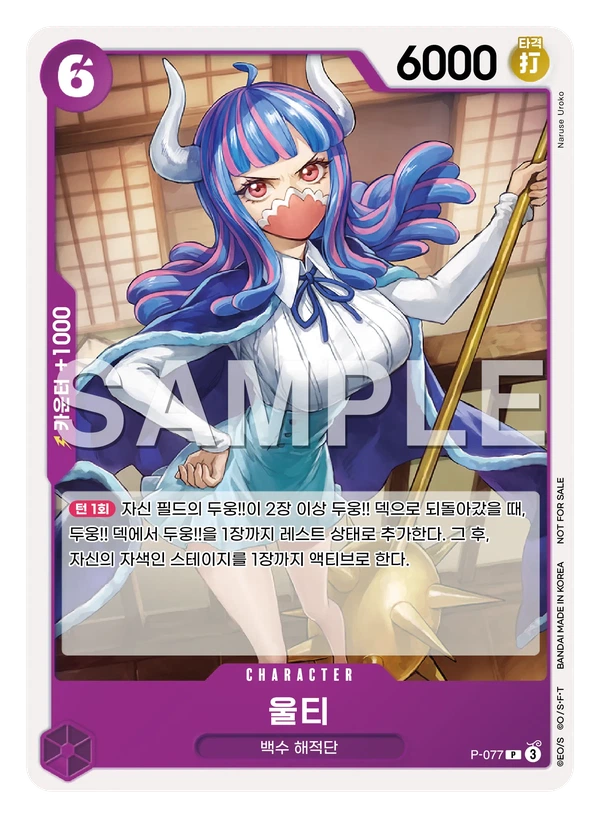 6
6000
타격
打
Naruse Uroko
카운터 +1000
SAMPLE
턴 1회 자신 필드의 두웅!!이 2장 이상 두웅!! 덱으로 되돌아갔을 때,
두웅!! 덱에서 두웅!!을 1장까지 레스트 상태로 추가한다. 그 후,
자신의 자색인 스테이지를 1장까지 액티브로 한다.
CHARACTER
울티
백수 해적단
P-077 P 3
©EO/S ©O/S·F·T BANDAI MADE IN KOREA NOT FOR SALE